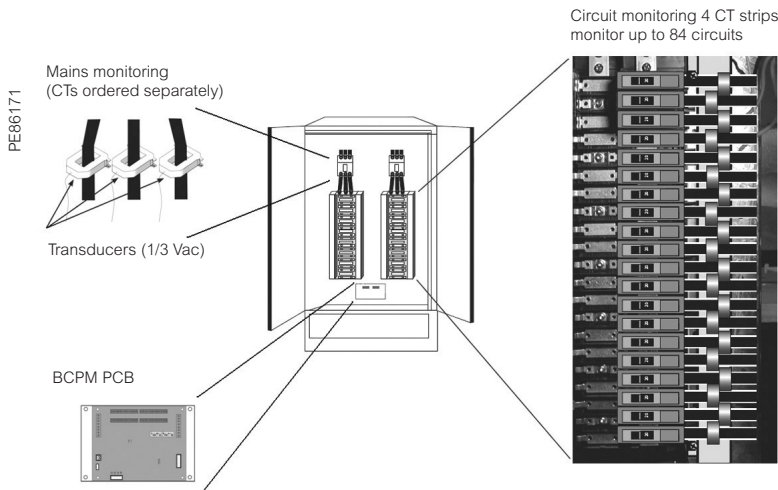 Circuit monitoring 4 CT strips
monitor up to 84 circuits
Mains monitoring
(CTs ordered separately)
PE86171
Transducers (1/3 Vac)
BCPM PCB